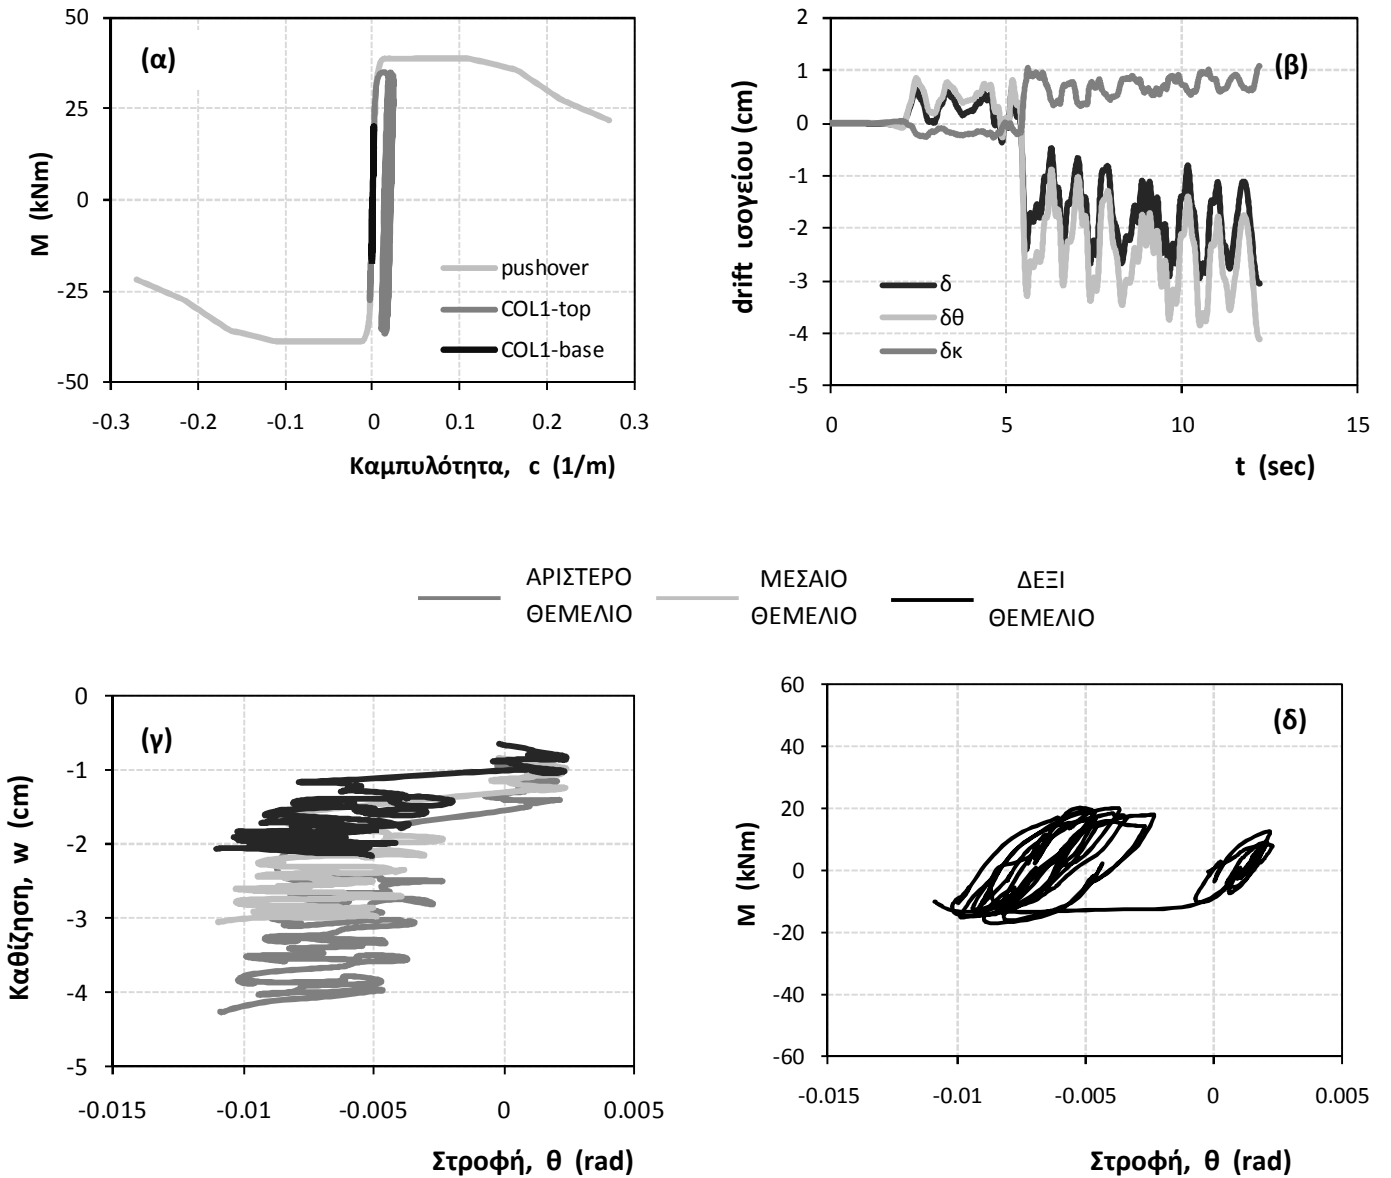 (α)
M (kNm)
50
25
0
-25
-50
pushover
COL1-top
COL1-base
-0.3 -0.2 -0.1 0 0.1 0.2 0.3
Καμπυλότητα, c (1/m)
(β)
drift ισογείου (cm)
2
1
0
-1
-2
-3
-4
-5
δ
δθ
δκ
0 5 10 15
t (sec)
ΑΡΙΣΤΕΡΟ ΜΕΣΑΙΟ ΔΕΞΙ
ΘΕΜΕΛΙΟ ΘΕΜΕΛΙΟ ΘΕΜΕΛΙΟ
(γ)
Καθίζηση, w (cm)
0
-1
-2
-3
-4
-5
-0.015 -0.01 -0.005 0 0.005
Στροφή, θ (rad)
(δ)
M (kNm)
60
40
20
0
-20
-40
-60
-0.015 -0.01 -0.005 0 0.005
Στροφή, θ (rad)